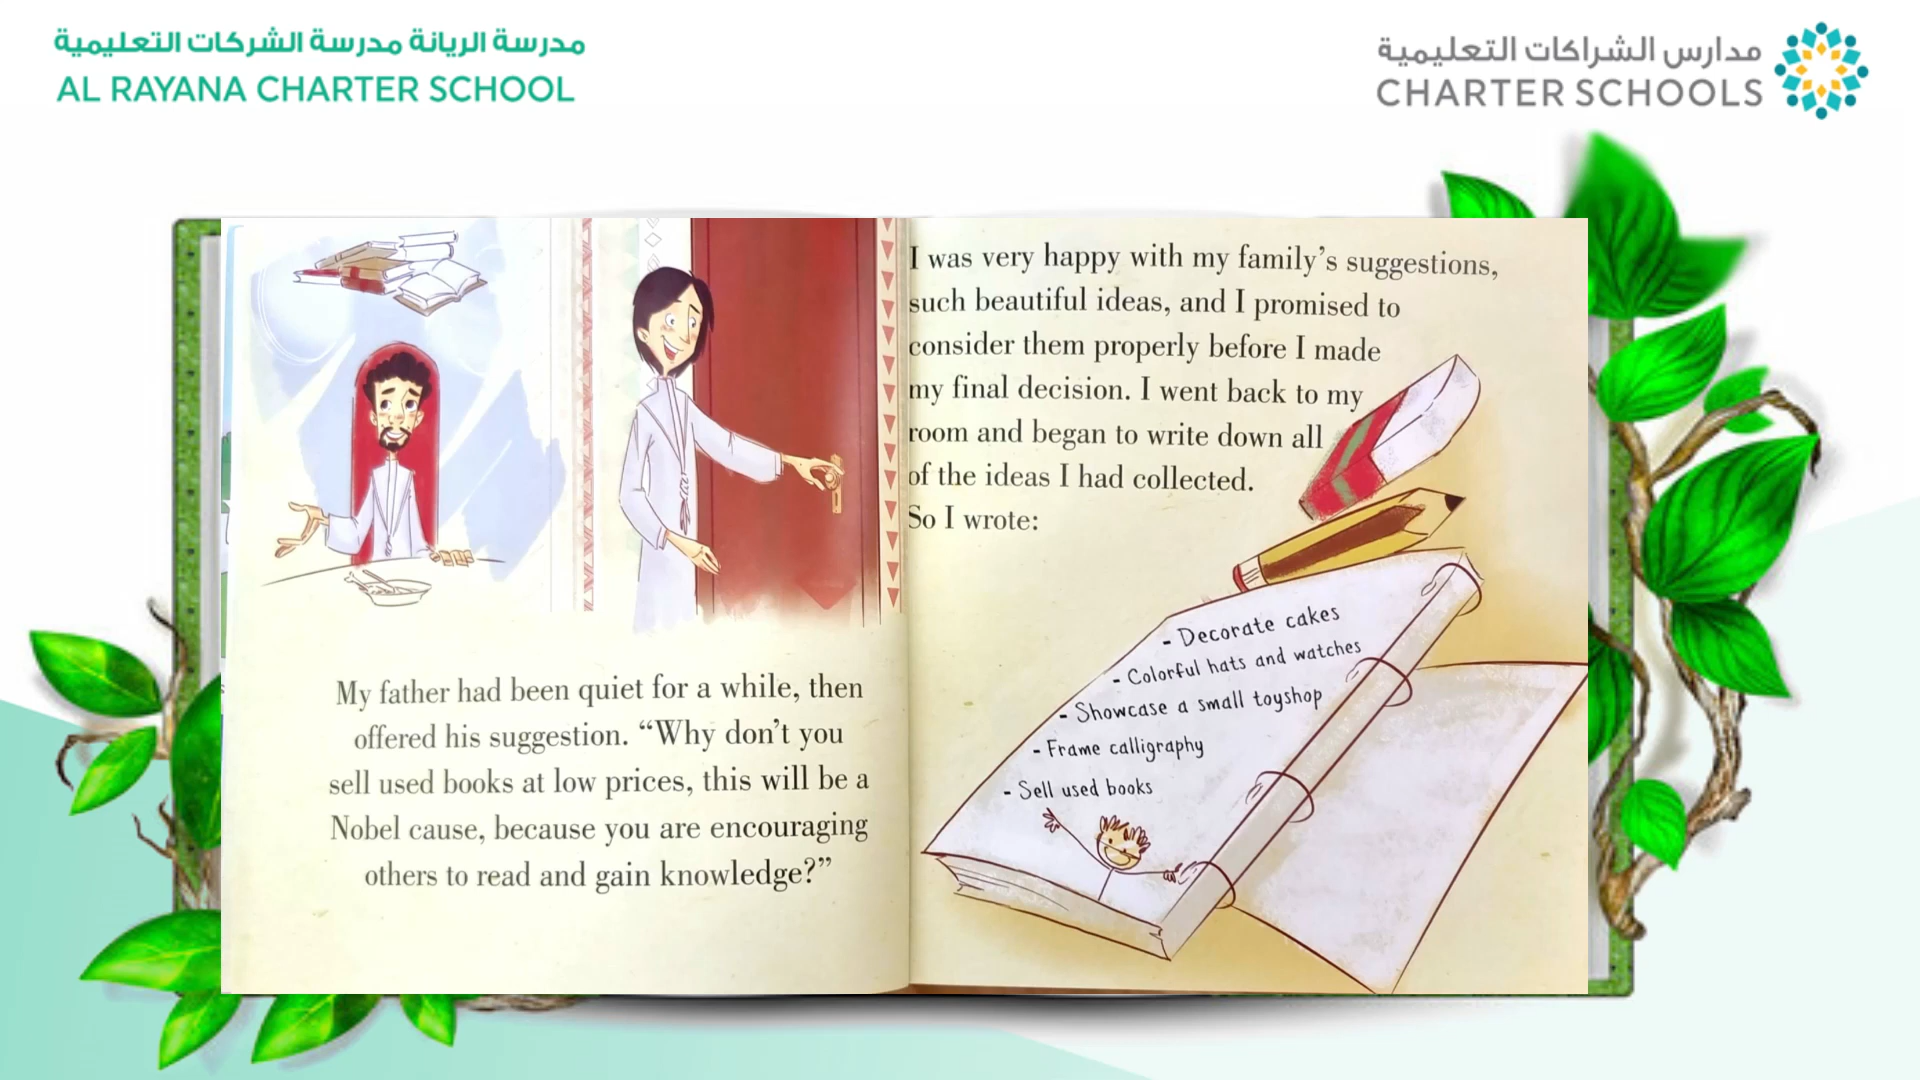 مدرسة الريانة مدرسة الشركات التعليمية
AL RAYANA CHARTER SCHOOL
مدارس الشراكات التعليمية
CHARTER SCHOOLS
My father had been quiet for a while, then
offered his suggestion. “Why don’t you
sell used books at low prices, this will be a
Nobel cause, because you are encouraging
others to read and gain knowledge?”
I was very happy with my family’s suggestions,
such beautiful ideas, and I promised to
consider them properly before I made
my final decision. I went back to my
room and began to write down all
of the ideas I had collected.
So I wrote:
- Decorate cakes
- Colorful hats and watches
- Showcase a small toyshop
- Frame calligraphy
- Sell used books